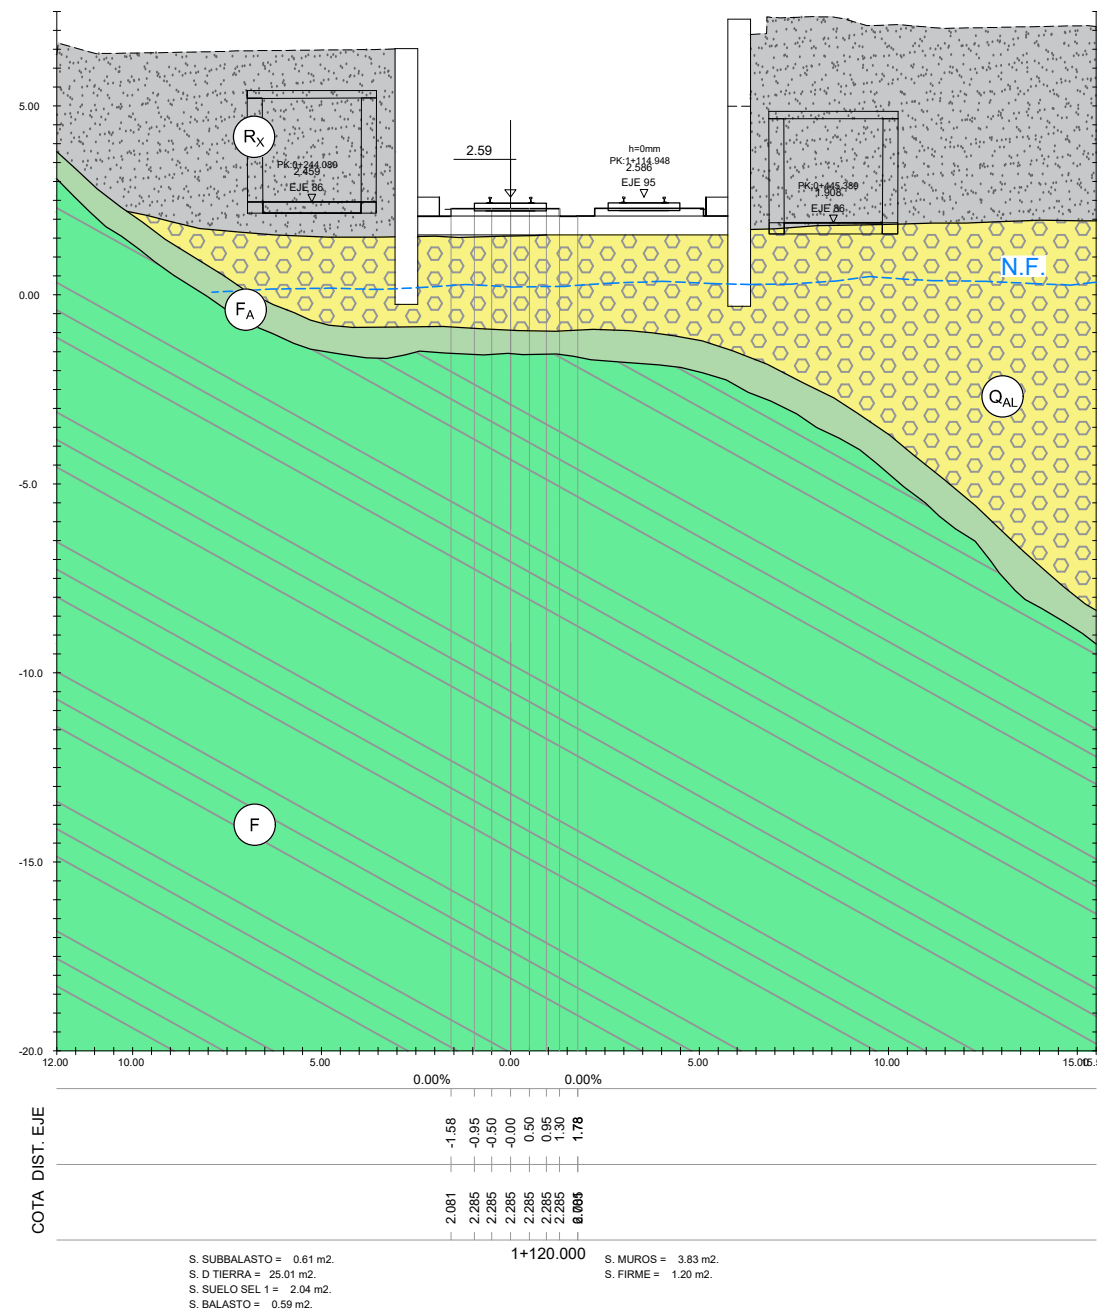 5.00
0.00
-5.0
-10.0
-15.0
-20.0
R_X
PK:0+244.080
2.459
EJE 86
2.59
h=0mm
PK:1+114.948
2.586
EJE 95
PK:0+445.389
1.908
EJE 86
N.F.
F_A
Q_AL
F
12.00 10.00 5.00 0.00 5.00 10.00 15.00
0.00% 0.00%
DIST. EJE
-1.58 -0.95 -0.50 -0.00 0.50 0.95 1.30 1.78
COTA
2.081 2.285 2.285 2.285 2.285 2.285 2.285
1+120.000
S. SUBBALASTO = 0.61 m2.
S. D TIERRA = 25.01 m2.
S. SUELO SEL 1 = 2.04 m2.
S. BALASTO = 0.59 m2.
S. MUROS = 3.83 m2.
S. FIRME = 1.20 m2.